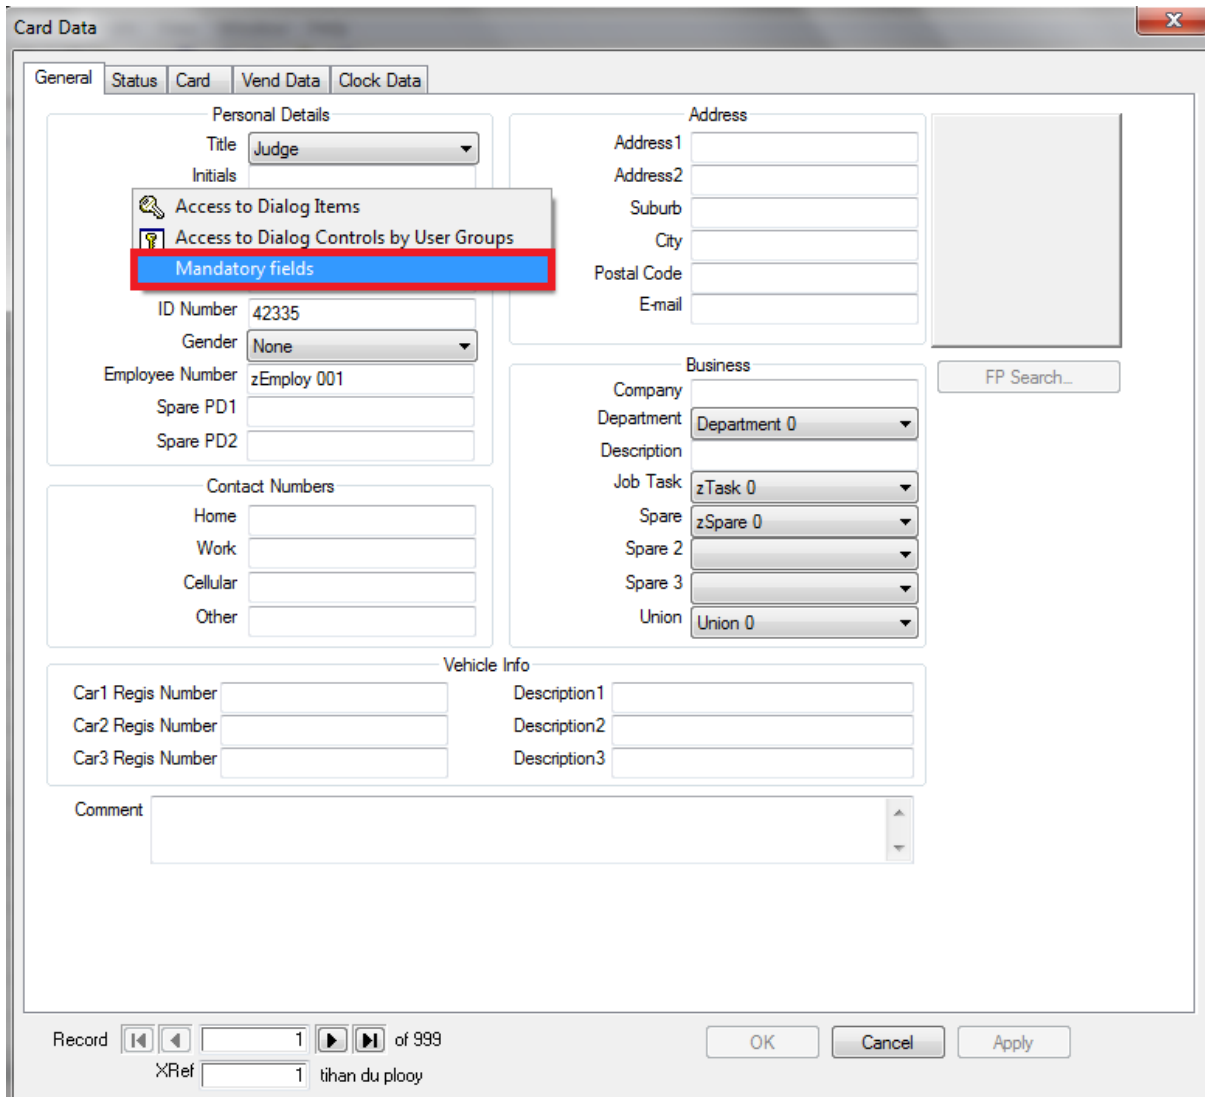 Card Data
General Status Card Vend Data Clock Data
Personal Details
Title Judge
Initials
Access to Dialog Items
Access to Dialog Controls by User Groups
Mandatory fields
ID Number 42335
Gender None
Employee Number zEmploy 001
Spare PD1
Spare PD2
Contact Numbers
Home
Work
Cellular
Other
Address
Address1
Address2
Suburb
City
Postal Code
E-mail
Business
Company
Department Department 0
Description
Job Task zTask 0
Spare zSpare 0
Spare 2
Spare 3
Union Union 0
FP Search...
Vehicle Info
Car1 Regis Number Description1
Car2 Regis Number Description2
Car3 Regis Number Description3
Comment
Record 1 of 999
XRef 1 tihan du plooy
OK Cancel Apply